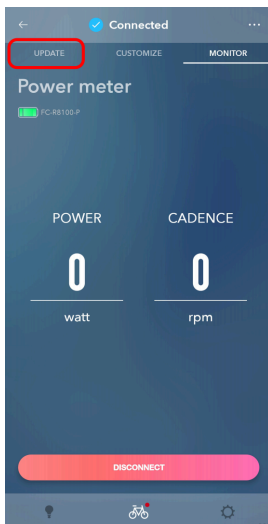 ← Connected ...
UPDATE CUSTOMIZE MONITOR
Power meter
FC-R8100-P
POWER CADENCE
0 0
watt rpm
DISCONNECT